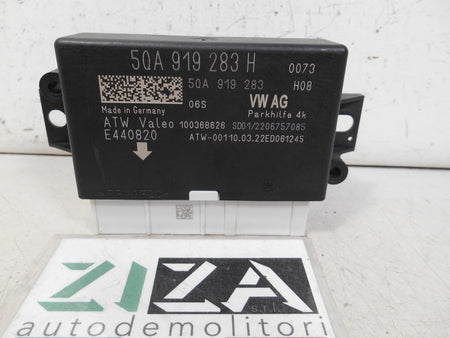 5QA 919 283 H
0073
5QA 919 283
H08
06S
VW AG
Made in Germany
Parkhilfe 4k
ATW Valeo 100368626 SD01/2206757085
E440820
ATW-00110.03.22ED061245
ZIZA
s.r.l.
autodemolitori